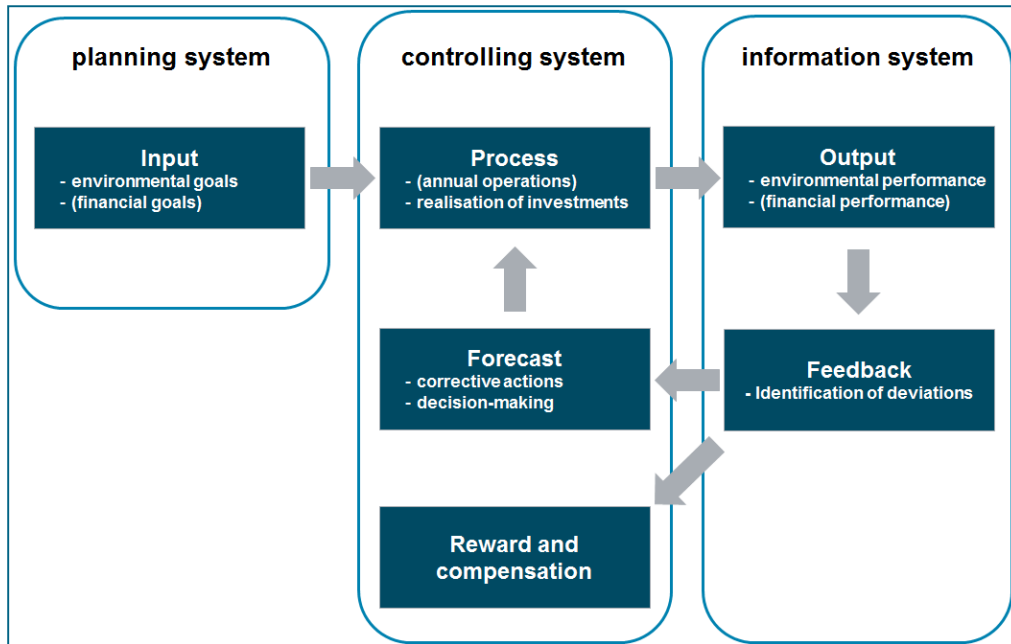 planning system
controlling system
information system
Input
- environmental goals
- (financial goals)
Process
- (annual operations)
- realisation of investments
Output
- environmental performance
- (financial performance)
Forecast
- corrective actions
- decision-making
Feedback
- Identification of deviations
Reward and
compensation